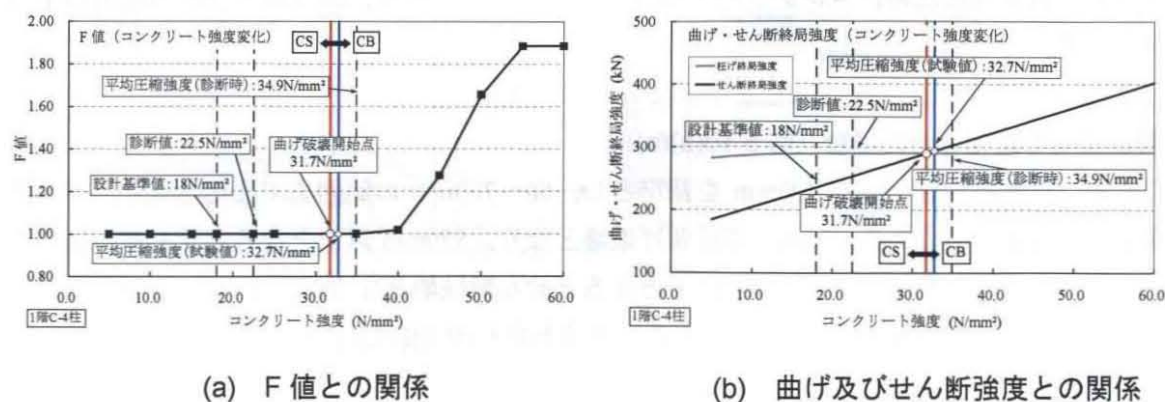 2.00
1.80
1.60
1.40
1.20
1.00
0.80
F 値
F 値（コンクリート強度変化）
CS
CB
平均圧縮強度(診断時):34.9N/mm²
診断値:22.5N/mm²
曲げ破壊開始点
31.7N/mm²
設計基準値:18N/mm²
平均圧縮強度(試験値):32.7N/mm²
0.0 10.0 20.0 30.0 40.0 50.0 60.0
1階C-4柱
コンクリート強度 (N/mm²)
(a) F 値との関係
500
400
300
200
100
曲げ・せん断終局強度 (kN)
曲げ・せん断終局強度（コンクリート強度変化）
曲げ終局強度
せん断終局強度
平均圧縮強度(試験値):32.7N/mm²
診断値:22.5N/mm²
設計基準値:18N/mm²
平均圧縮強度(診断時):34.9N/mm²
曲げ破壊開始点
31.7N/mm²
CS
CB
0.0 10.0 20.0 30.0 40.0 50.0 60.0
1階C-4柱
コンクリート強度 (N/mm²)
(b) 曲げ及びせん断強度との関係